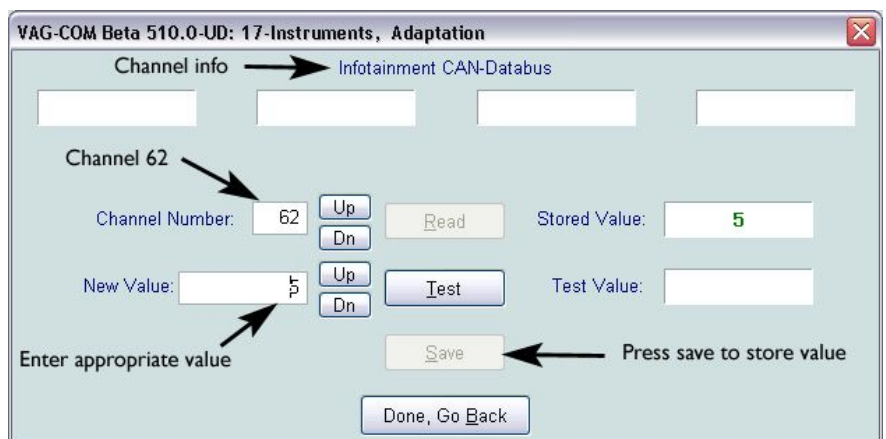 VAG-COM Beta 510.0-UD: 17-Instruments, Adaptation
Channel info
Infotainment CAN-Databus
Channel 62
Channel Number: 62 Up Dn Read Stored Value: 5
New Value: 5 Up Dn Test Test Value:
Enter appropriate value
Save
Press save to store value
Done, Go Back